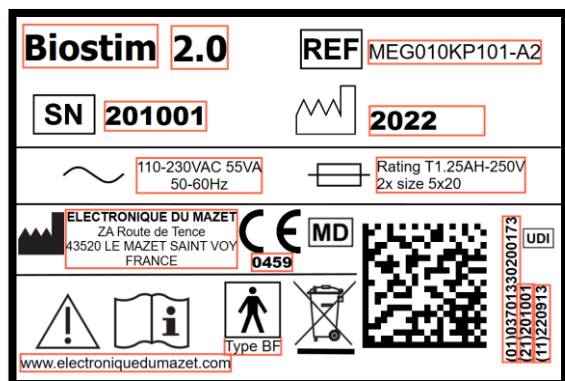 Biostim 2.0
REF MEG010KP101-A2
SN 201001
2022
110-230VAC 55VA
50-60Hz
Rating T1.25AH-250V
2x size 5x20
ELECTRONIQUE DU MAZET
ZA Route de Tence
43520 LE MAZET SAINT VOY
FRANCE
CE
0459
MD
UDI
(01)03701330200173
(21)201001
(11)220913
Type BF
www.electroniquedumazet.com